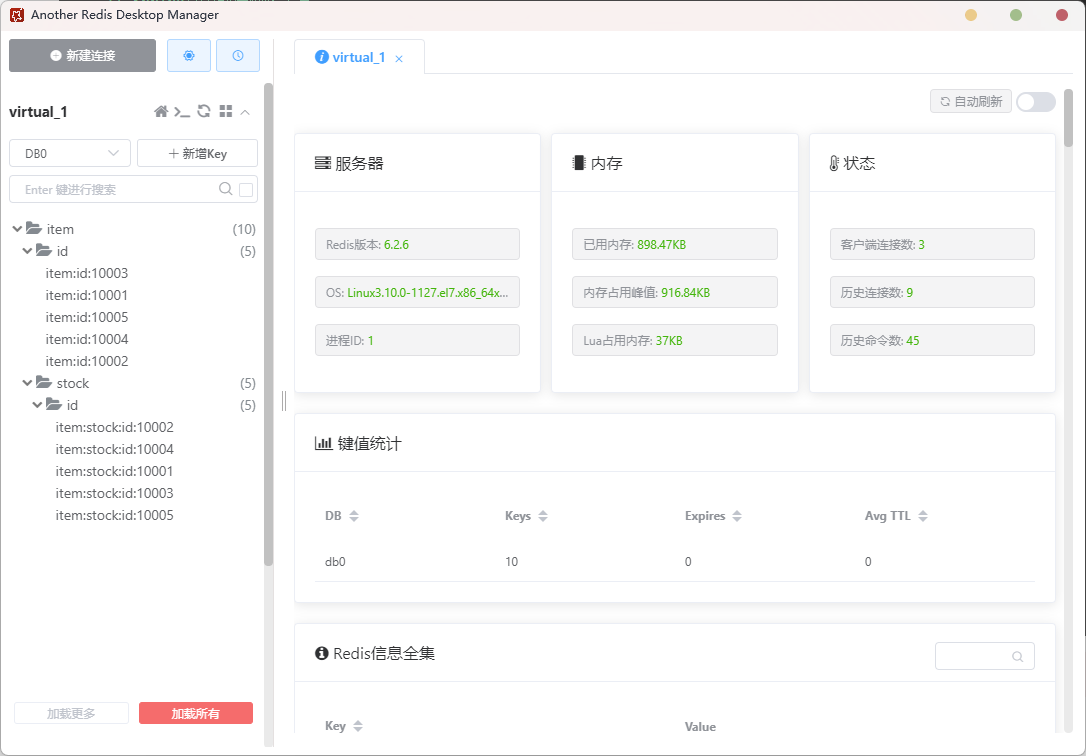 Another Redis Desktop Manager
新建连接
virtual_1
DB0
新增Key
Enter 键进行搜索
item (10)
id (5)
item:id:10003
item:id:10001
item:id:10005
item:id:10004
item:id:10002
stock (5)
id (5)
item:stock:id:10002
item:stock:id:10004
item:stock:id:10001
item:stock:id:10003
item:stock:id:10005
加载更多
加载所有
virtual_1
自动刷新
服务器
Redis版本: 6.2.6
OS: Linux3.10.0-1127.el7.x86_64x...
进程ID: 1
内存
已用内存: 898.47KB
内存占用峰值: 916.84KB
Lua占用内存: 37KB
状态
客户端连接数: 3
历史连接数: 9
历史命令数: 45
键值统计
DB Keys Expires Avg TTL
db0 10 0 0
Redis信息全集
Key Value